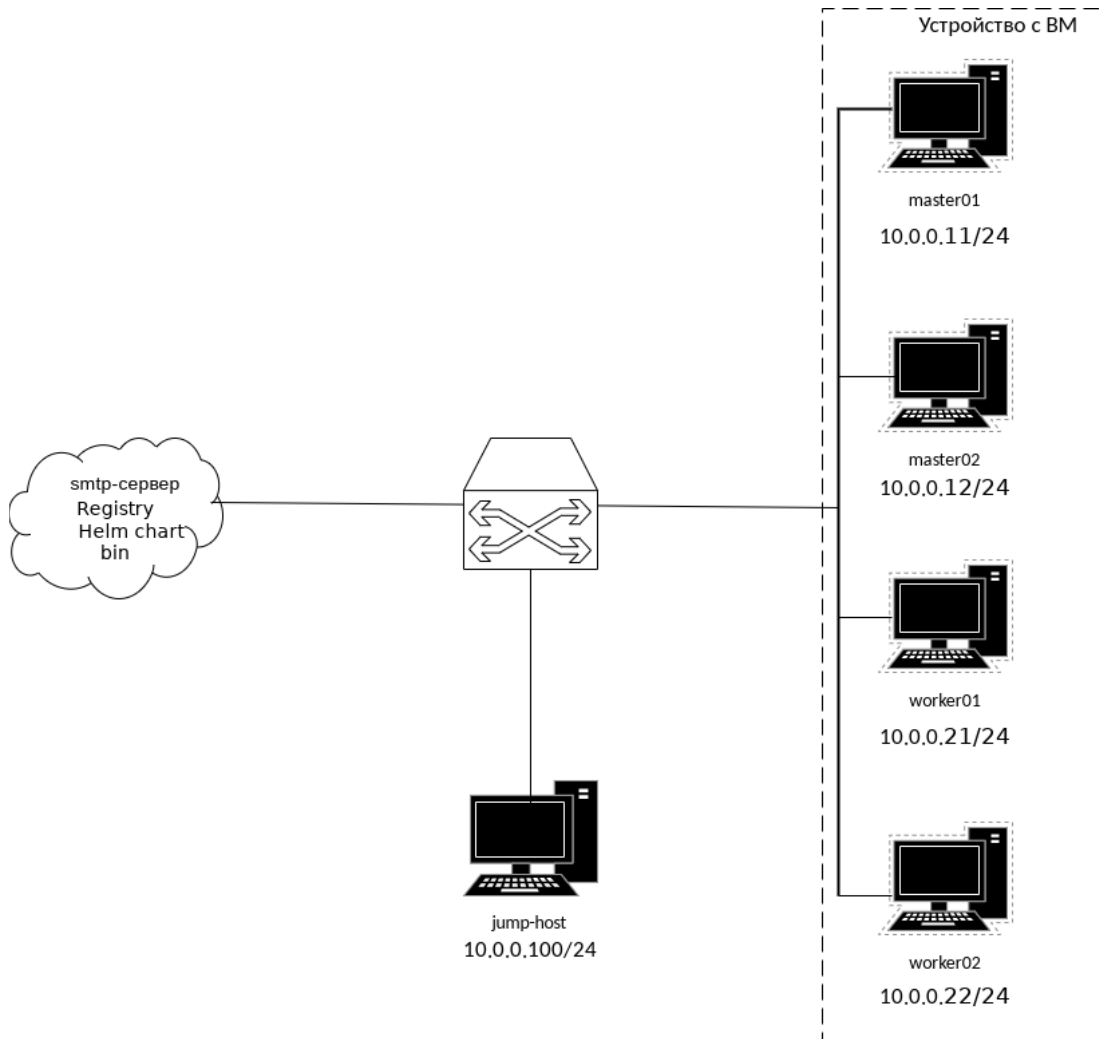 Устройство с ВМ
master01
10.0.0.11/24
master02
10.0.0.12/24
smtp-сервер
Registry
Helm chart
bin
worker01
10.0.0.21/24
jump-host
10.0.0.100/24
worker02
10.0.0.22/24